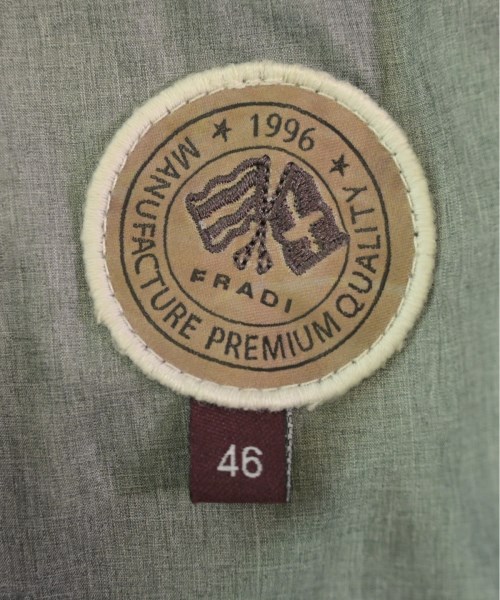 ★ 1996 ★
MANUFACTURE PREMIUM QUALITY
FRADI
46